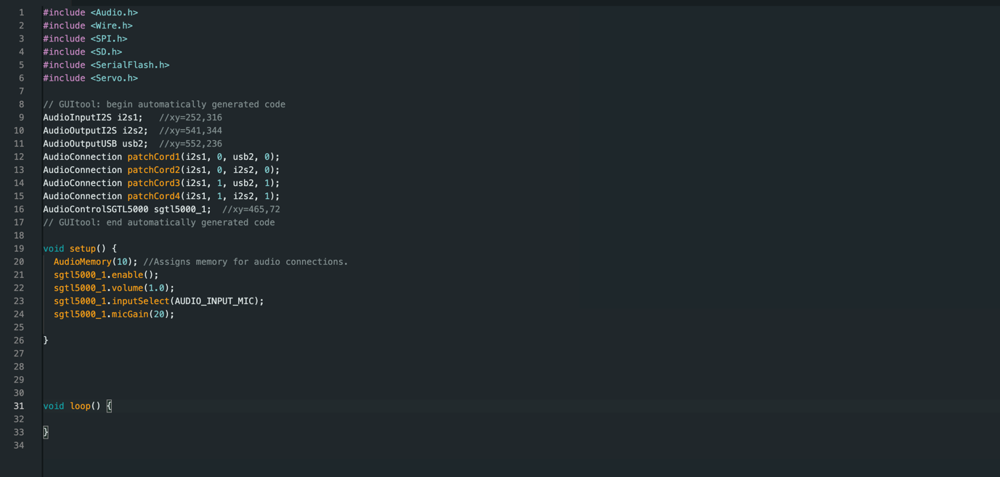 1 #include <Audio.h>
2 #include <Wire.h>
3 #include <SPI.h>
4 #include <SD.h>
5 #include <SerialFlash.h>
6 #include <Servo.h>
7
8 // GUItool: begin automatically generated code
9 AudioInputI2S i2s1;   //xy=252,316
10 AudioOutputI2S i2s2;  //xy=541,344
11 AudioOutputUSB usb2;  //xy=552,236
12 AudioConnection patchCord1(i2s1, 0, usb2, 0);
13 AudioConnection patchCord2(i2s1, 0, i2s2, 0);
14 AudioConnection patchCord3(i2s1, 1, usb2, 1);
15 AudioConnection patchCord4(i2s1, 1, i2s2, 1);
16 AudioControlSGTL5000 sgtl5000_1;  //xy=465,72
17 // GUItool: end automatically generated code
18
19 void setup() {
20   AudioMemory(10); //Assigns memory for audio connections.
21   sgtl5000_1.enable();
22   sgtl5000_1.volume(1.0);
23   sgtl5000_1.inputSelect(AUDIO_INPUT_MIC);
24   sgtl5000_1.micGain(20);
25
26 }
27
28
29
30
31 void loop() {
32
33 }
34